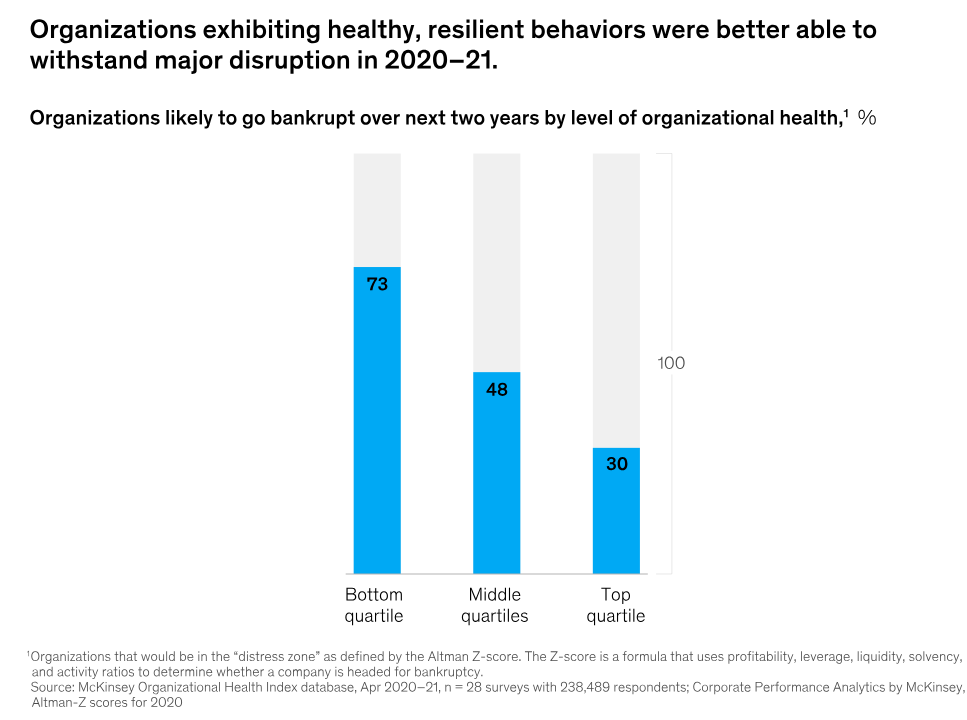 Organizations exhibiting healthy, resilient behaviors were better able to
withstand major disruption in 2020–21.
Organizations likely to go bankrupt over next two years by level of organizational health,¹ %
73
48
30
100
Bottom
quartile
Middle
quartiles
Top
quartile
¹Organizations that would be in the “distress zone” as defined by the Altman Z-score. The Z-score is a formula that uses profitability, leverage, liquidity, solvency,
and activity ratios to determine whether a company is headed for bankruptcy.
Source: McKinsey Organizational Health Index database, Apr 2020–21, n = 28 surveys with 238,489 respondents; Corporate Performance Analytics by McKinsey,
Altman-Z scores for 2020